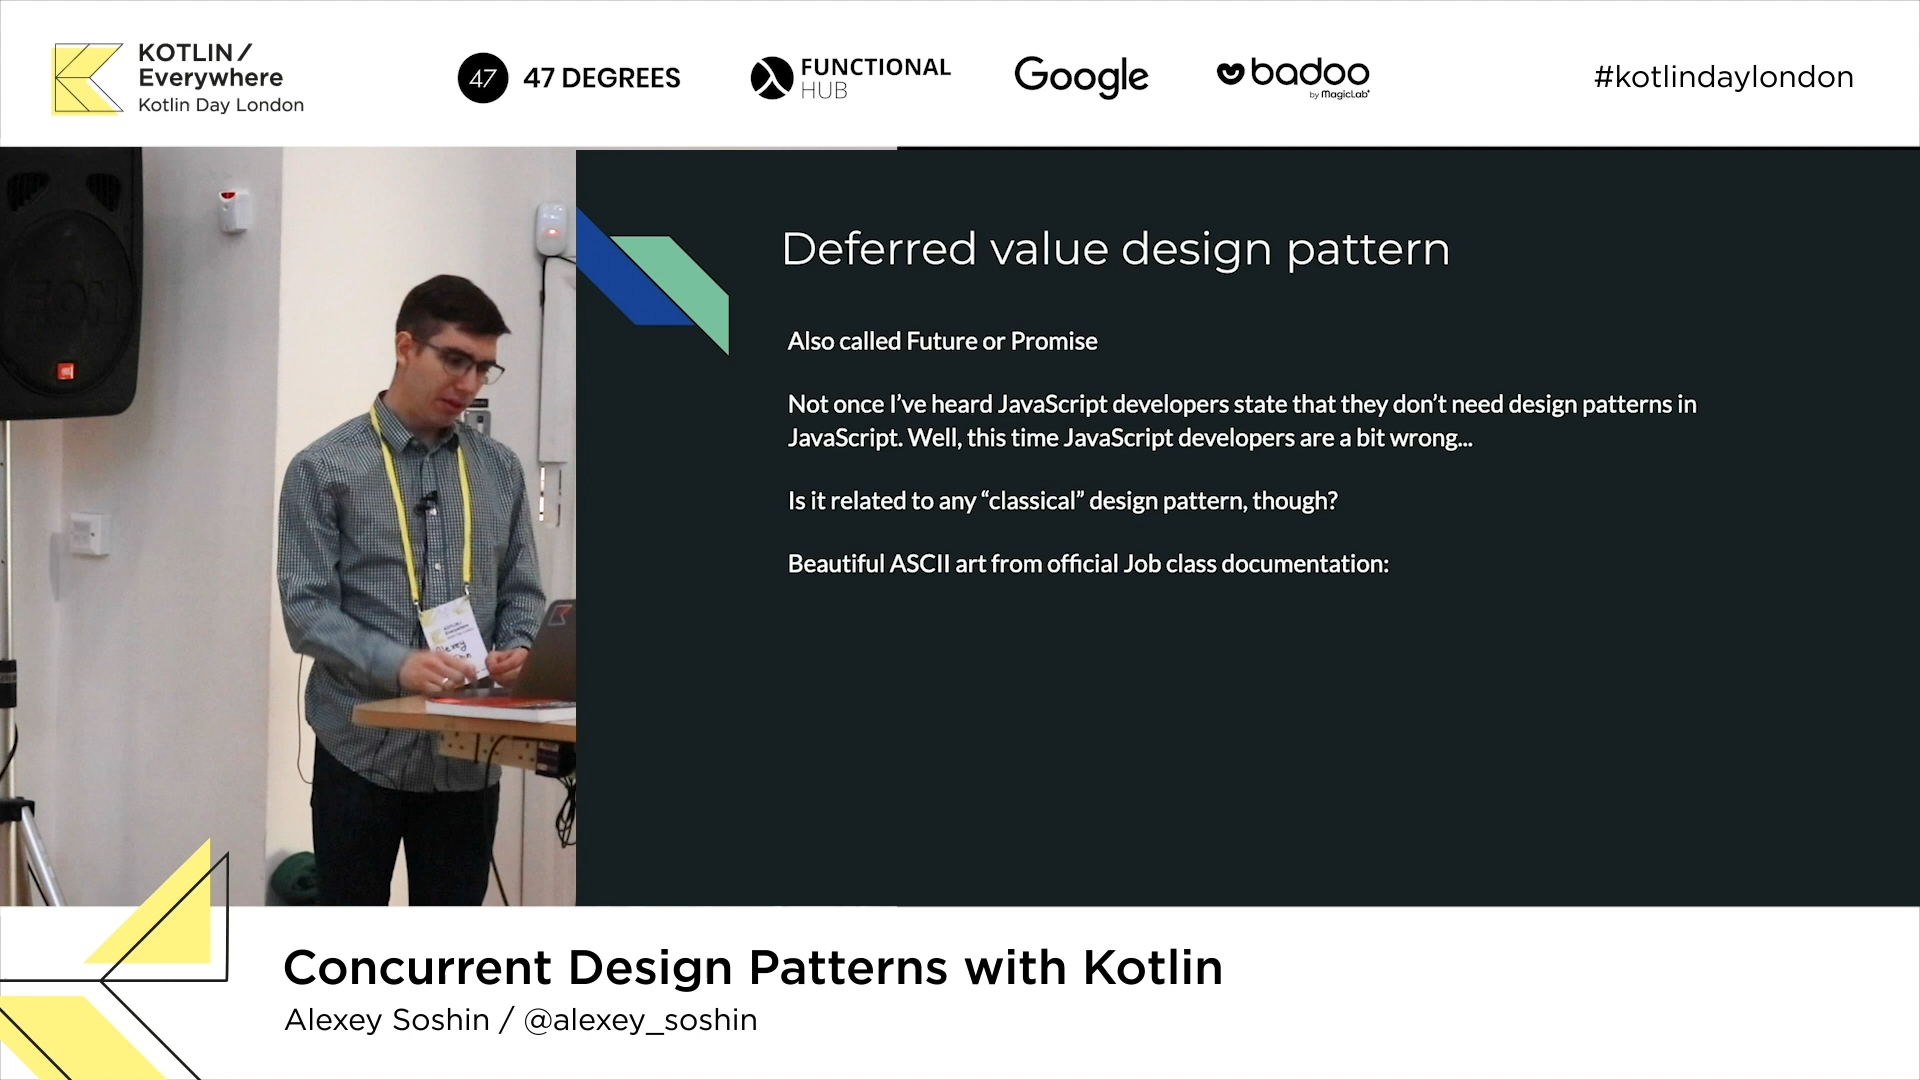 KOTLIN /
Everywhere
Kotlin Day London
47 47 DEGREES
FUNCTIONAL
HUB
Google
badoo
by MagicLab
#kotlindaylondon
Deferred value design pattern
Also called Future or Promise
Not once I've heard JavaScript developers state that they don't need design patterns in
JavaScript. Well, this time JavaScript developers are a bit wrong...
Is it related to any “classical” design pattern, though?
Beautiful ASCII art from official Job class documentation:
KOTLIN/
Everywhere
Alexey
Concurrent Design Patterns with Kotlin
Alexey Soshin / @alexey_soshin